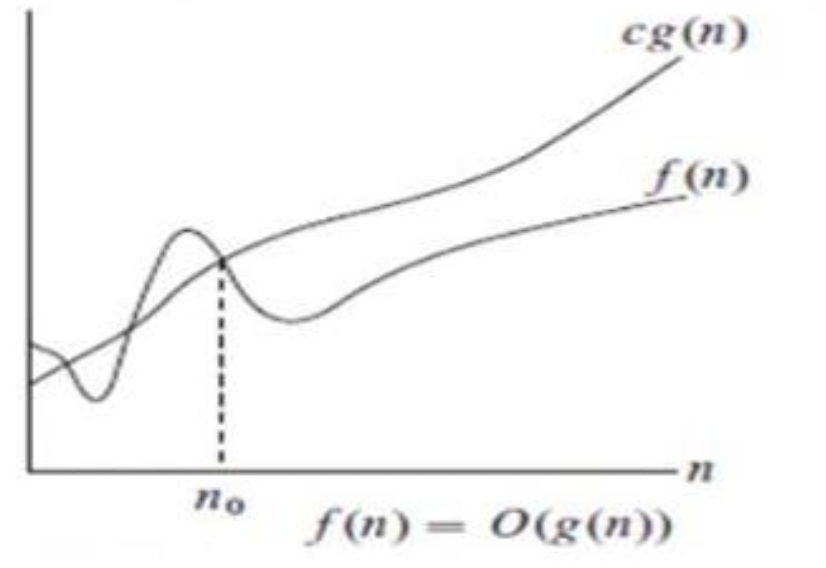 cg(n)
f(n)
n
n₀
f(n) = O(g(n))